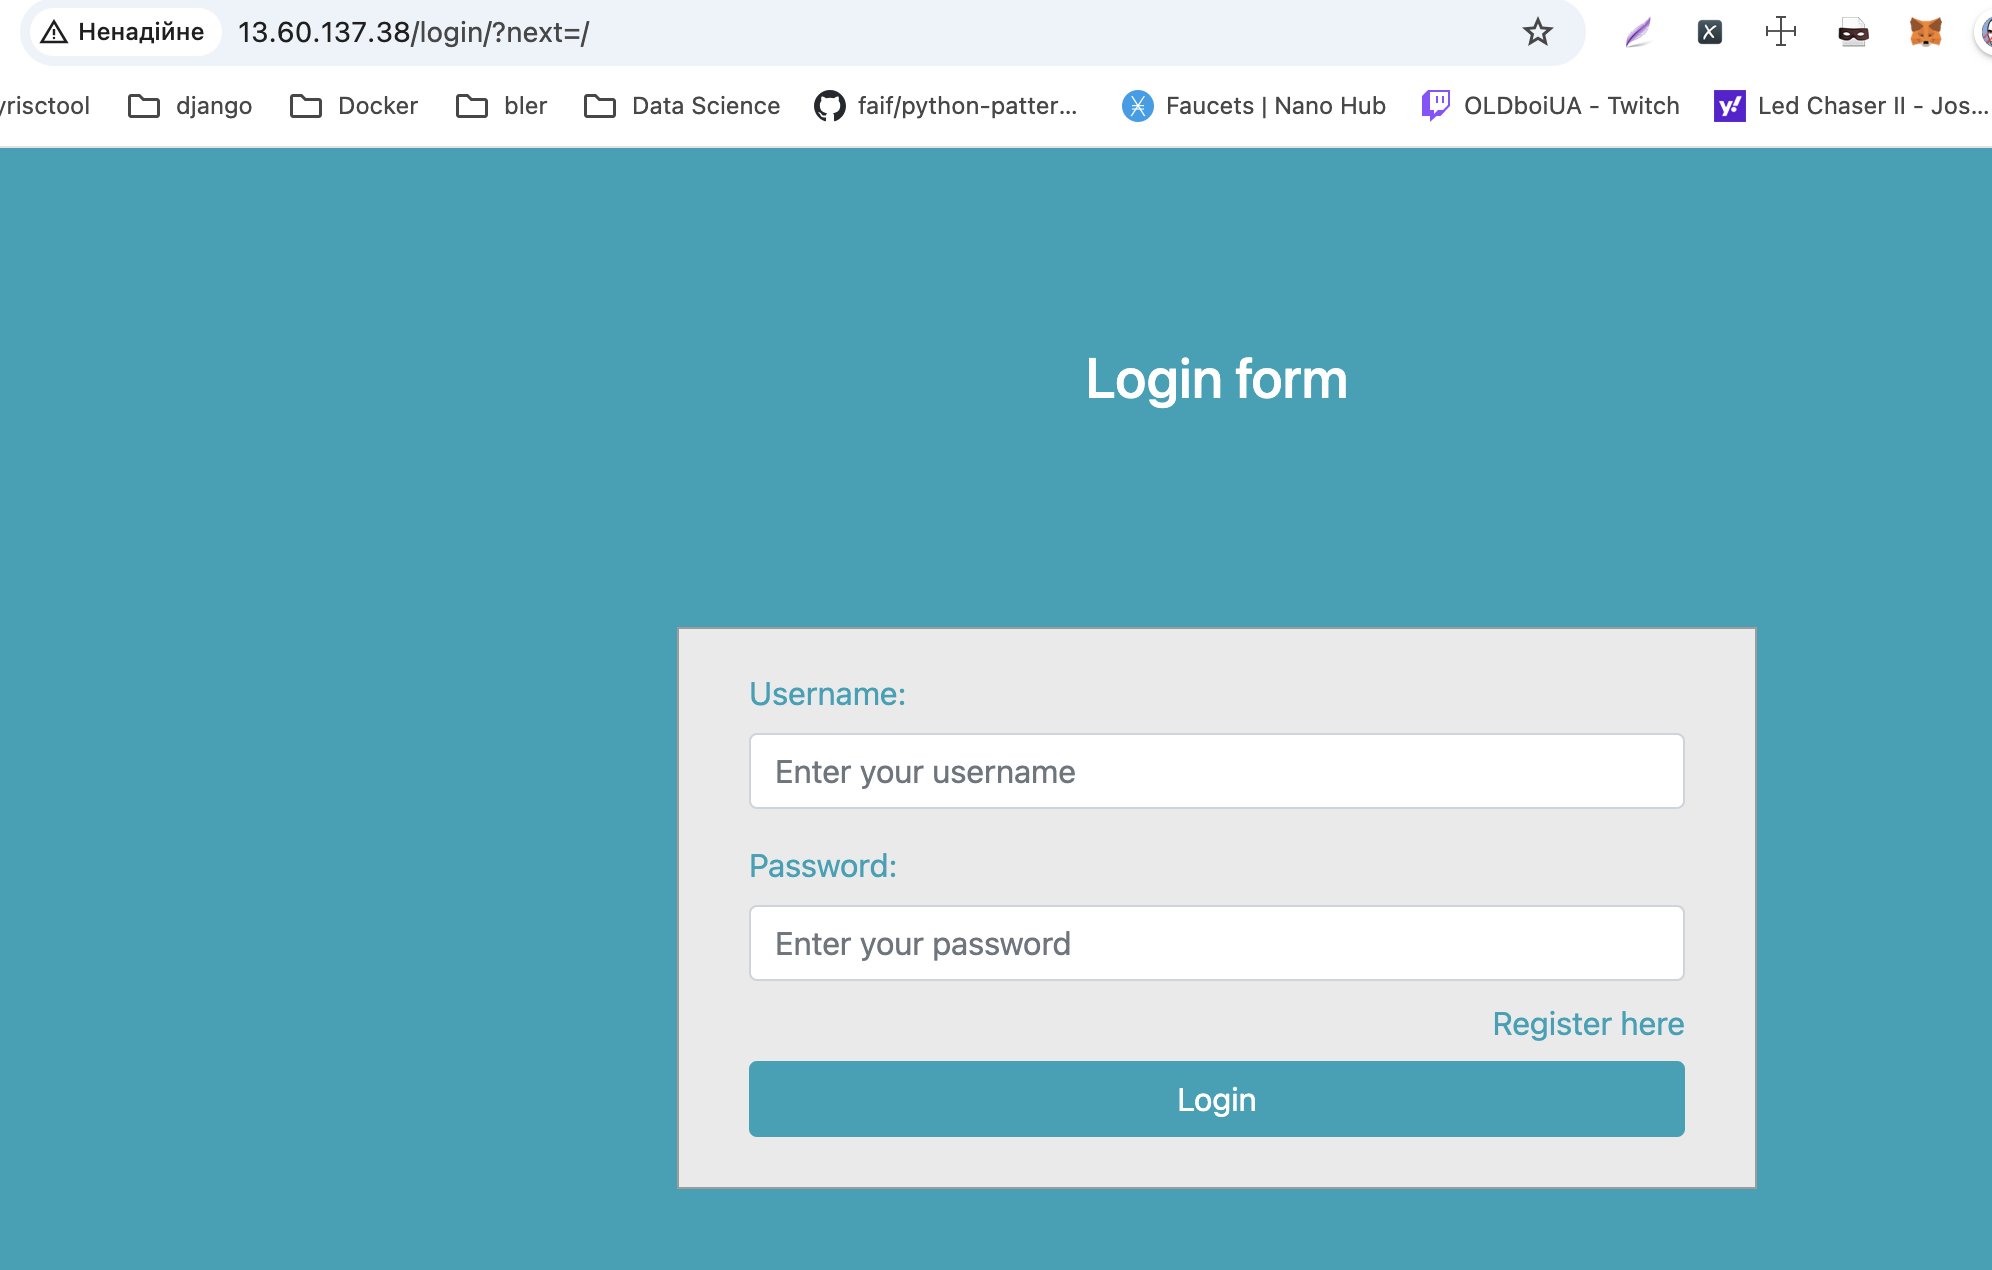 Ненадійне 13.60.137.38/login/?next=/
yrisctool django Docker bler Data Science faif/python-patter... Faucets | Nano Hub OLDboiUA - Twitch Led Chaser II - Jos...
Login form
Username:
Enter your username
Password:
Enter your password
Register here
Login